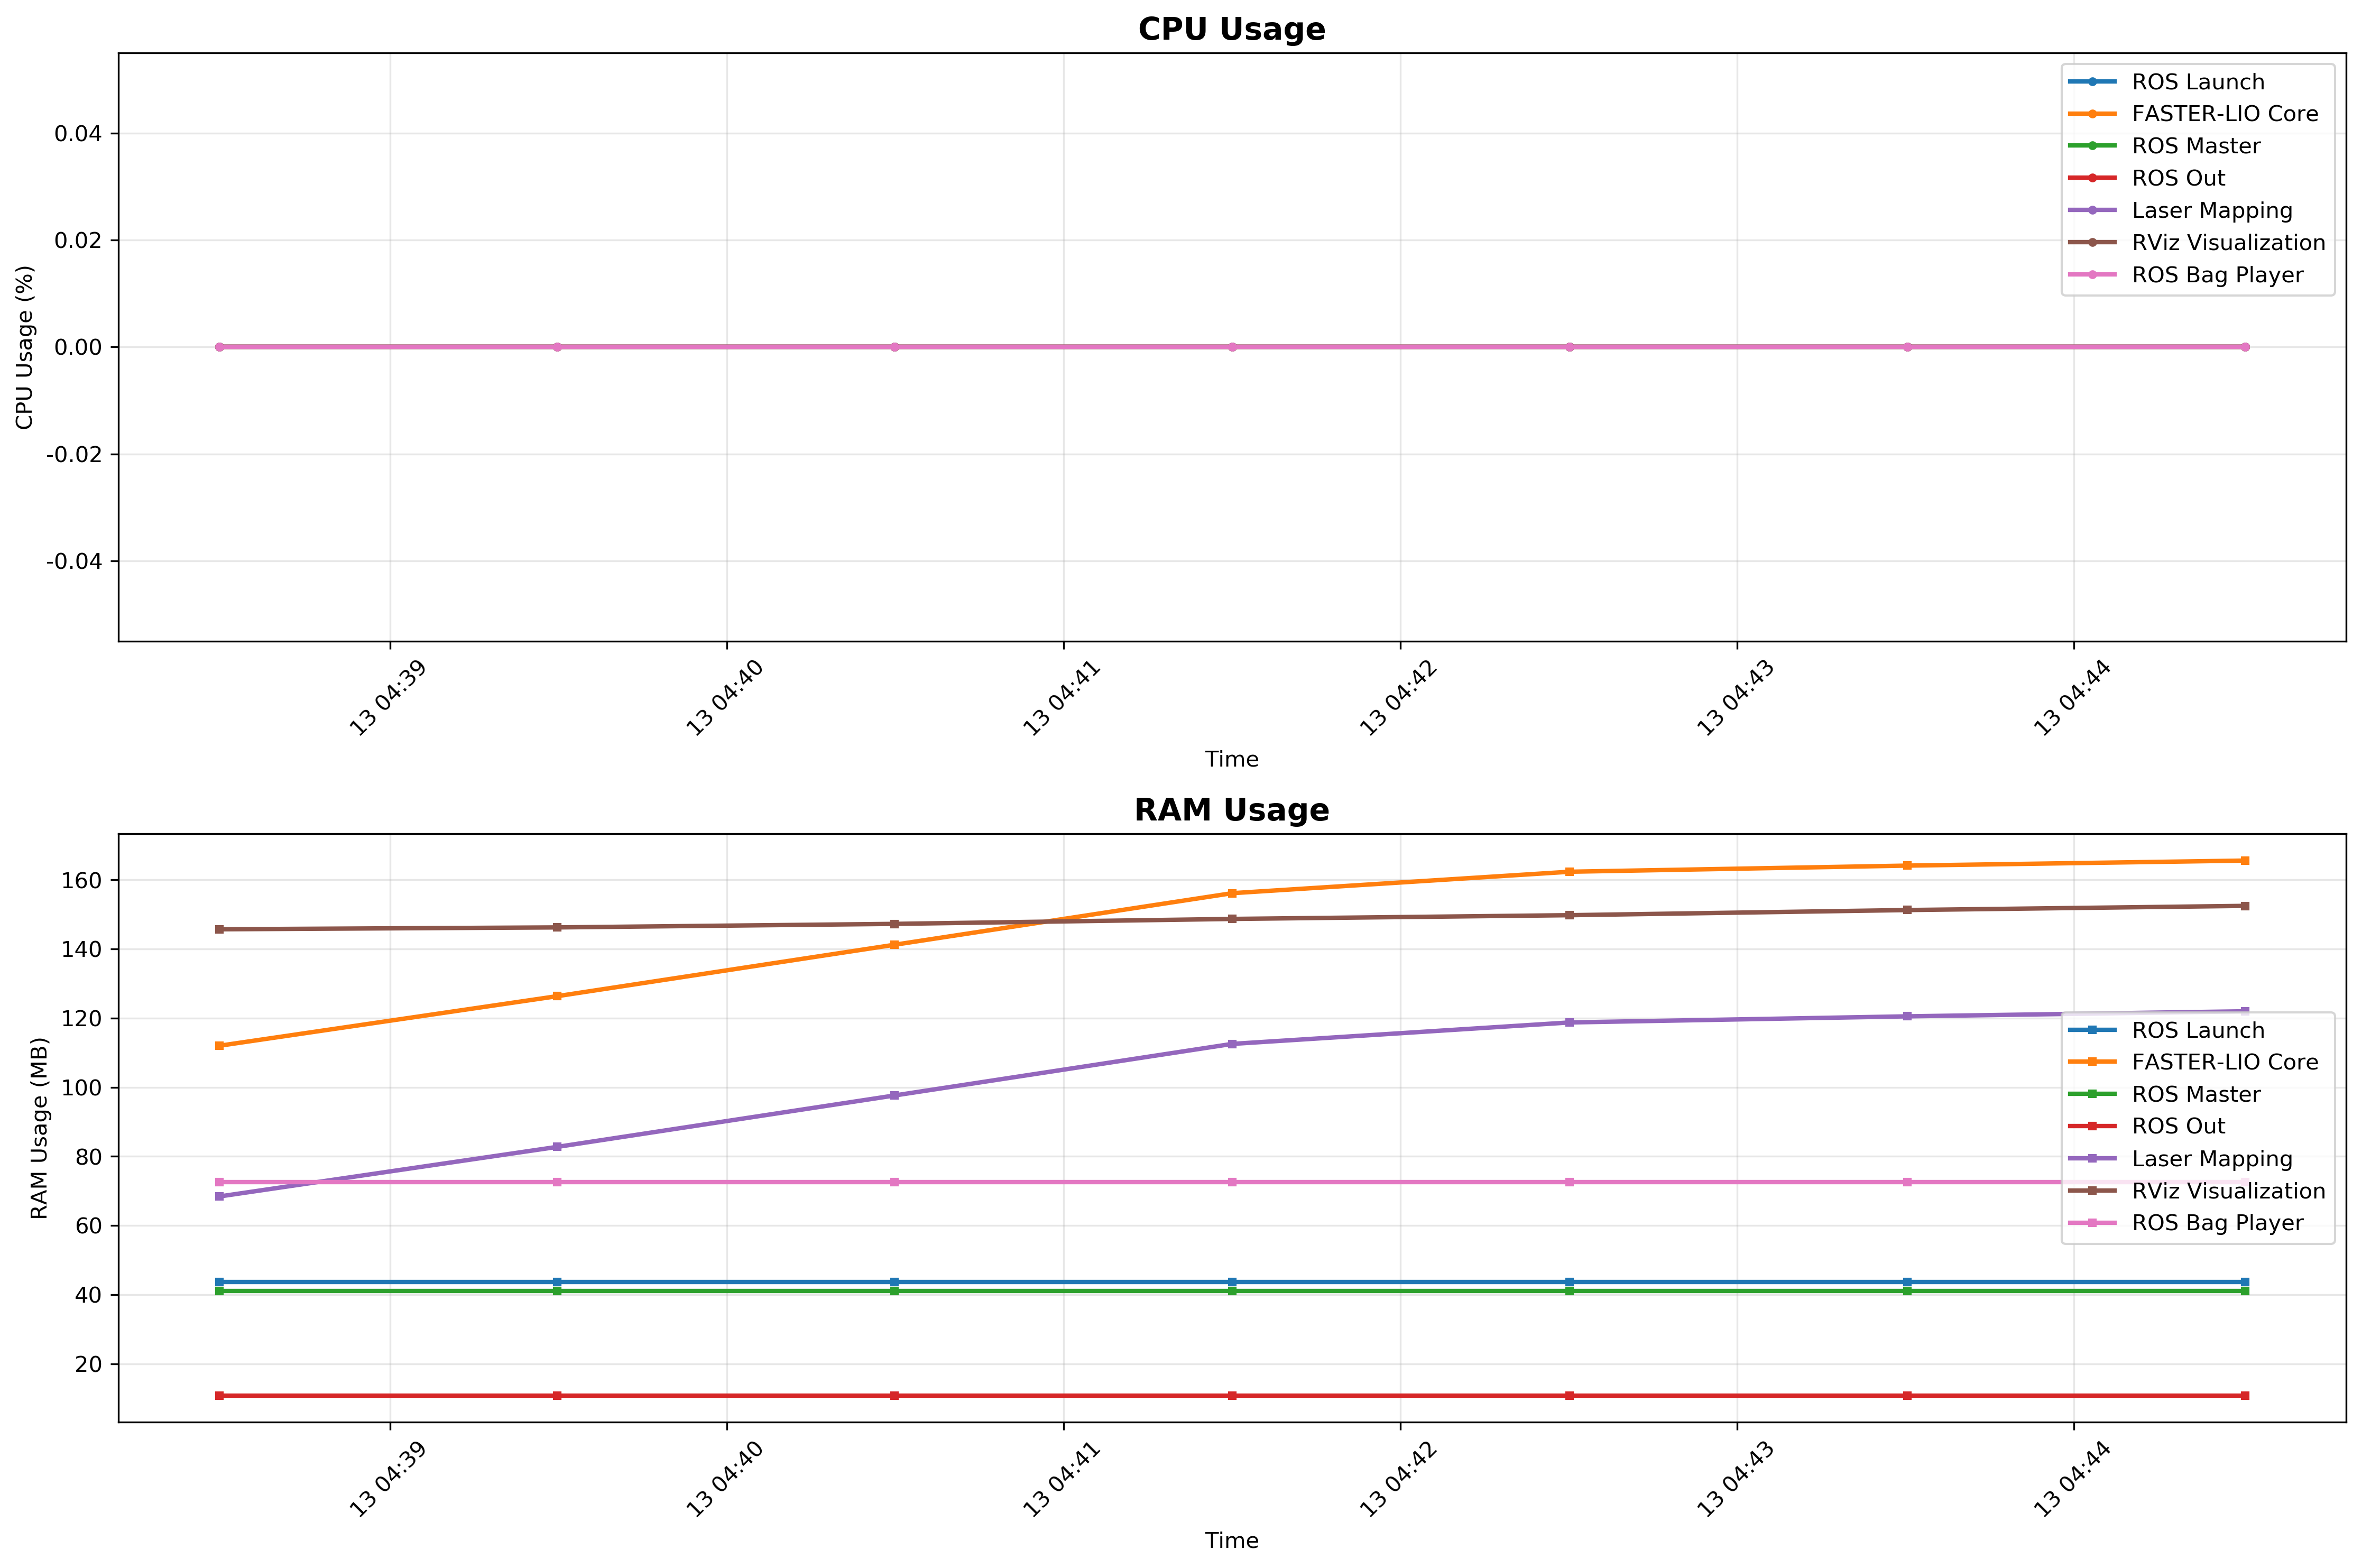 CPU Usage
CPU Usage (%)
0.04
0.02
0.00
-0.02
-0.04
ROS Launch
FASTER-LIO Core
ROS Master
ROS Out
Laser Mapping
RViz Visualization
ROS Bag Player
13 04:39
13 04:40
13 04:41
13 04:42
13 04:43
13 04:44
Time
RAM Usage
RAM Usage (MB)
160
140
120
100
80
60
40
20
ROS Launch
FASTER-LIO Core
ROS Master
ROS Out
Laser Mapping
RViz Visualization
ROS Bag Player
13 04:39
13 04:40
13 04:41
13 04:42
13 04:43
13 04:44
Time